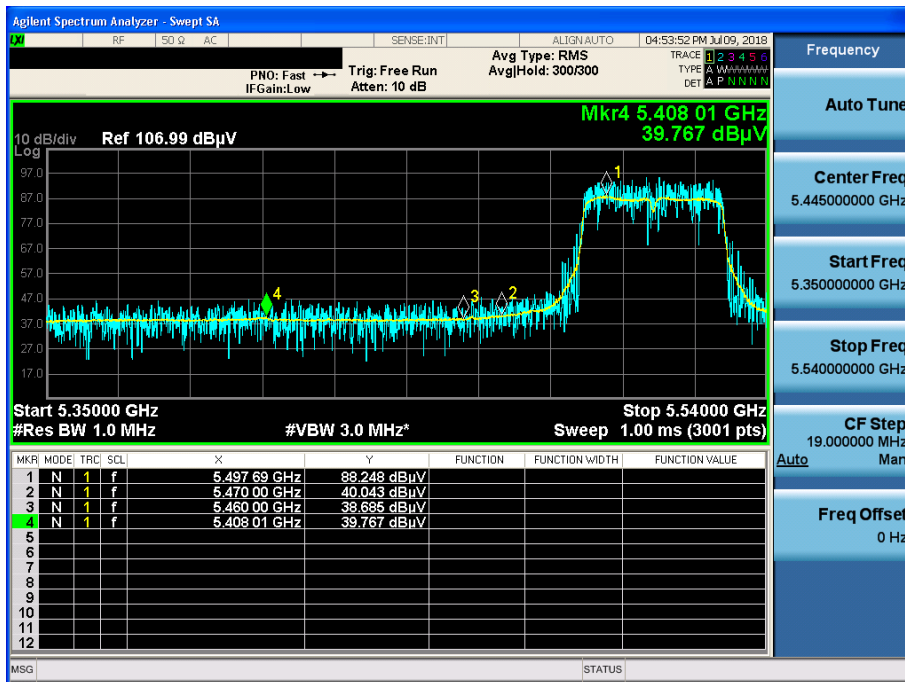 Agilent Spectrum Analyzer - Swept SA
LXI RF 50 Ω AC SENSE:INT ALIGN AUTO 04:53:52 PM Jul 09, 2018
PNO: Fast Trig: Free Run Avg Type: RMS TRACE 1 2 3 4 5 6
IFGain:Low Atten: 10 dB Avg|Hold: 300/300 TYPE A WWWWW
DET A P N N N N
Mkr4 5.408 01 GHz
39.767 dBµV
10 dB/div Ref 106.99 dBµV
Log
97.0
87.0
77.0
67.0
57.0
47.0
37.0
27.0
17.0
1
4
3
2
Start 5.35000 GHz Stop 5.54000 GHz
#Res BW 1.0 MHz #VBW 3.0 MHz* Sweep 1.00 ms (3001 pts)
MKR MODE TRC SCL X Y FUNCTION FUNCTION WIDTH FUNCTION VALUE
1 N 1 f 5.497 69 GHz 88.248 dBµV
2 N 1 f 5.470 00 GHz 40.043 dBµV
3 N 1 f 5.460 00 GHz 38.685 dBµV
4 N 1 f 5.408 01 GHz 39.767 dBµV
5
6
7
8
9
10
11
12
MSG STATUS
Frequency
Auto Tune
Center Freq
5.445000000 GHz
Start Freq
5.350000000 GHz
Stop Freq
5.540000000 GHz
CF Step
19.000000 MHz
Auto Man
Freq Offset
0 Hz